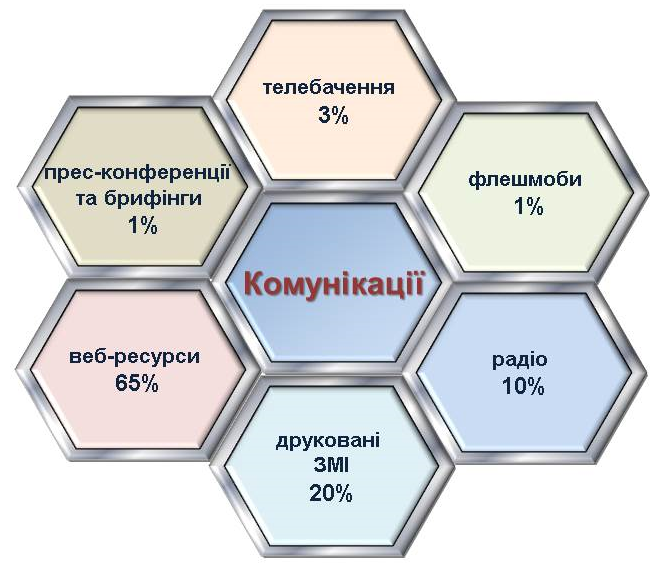 телебачення
3%
прес-конференції
та брифінги
1%
флешмоби
1%
Комунікації
веб-ресурси
65%
радіо
10%
друковані
ЗМІ
20%